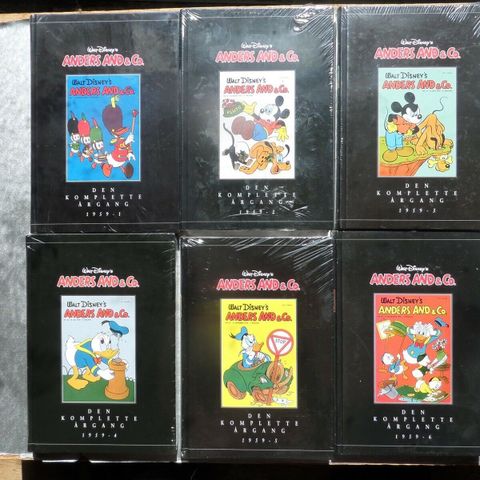 Walt Disney's
ANDERS AND & Co.
WALT DISNEY'S
ANDERS AND & Co.
DEN
KOMPLETTE
ÅRGANG
1959-1
Walt Disney's
ANDERS AND & Co.
WALT DISNEY'S
ANDERS AND & Co.
DEN
KOMPLETTE
ÅRGANG
1959-2
Walt Disney's
ANDERS AND & Co.
WALT DISNEY'S
ANDERS AND & Co.
DEN
KOMPLETTE
ÅRGANG
1959-3
Walt Disney's
ANDERS AND & Co.
WALT DISNEY'S
ANDERS AND & Co.
DEN
KOMPLETTE
ÅRGANG
1959-4
Walt Disney's
ANDERS AND & Co.
WALT DISNEY'S
ANDERS AND & Co.
STOP
DEN
KOMPLETTE
ÅRGANG
1959-5
Walt Disney's
ANDERS AND & Co.
WALT DISNEY'S
ANDERS AND & Co.
DEN
KOMPLETTE
ÅRGANG
1959-6